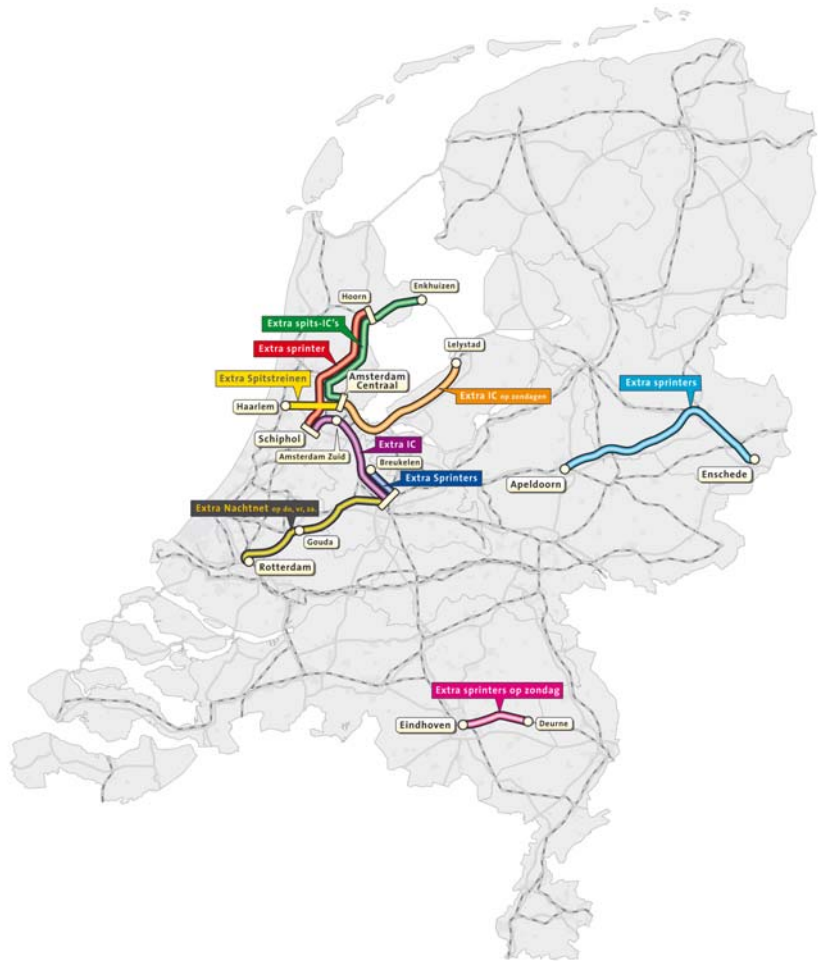 Enkhuizen
Hoorn
Extra spits-IC's
Extra sprinter
Lelystad
Amsterdam
Centraal
Extra Spitstreinen
Extra sprinters
Extra IC op zondagen
Haarlem
Schiphol
Extra IC
Amsterdam Zuid
Breukelen
Extra Sprinters
Apeldoorn
Enschede
Extra Nachtnet op do, vr, za.
Gouda
Rotterdam
Extra sprinters op zondag
Eindhoven
Deurne